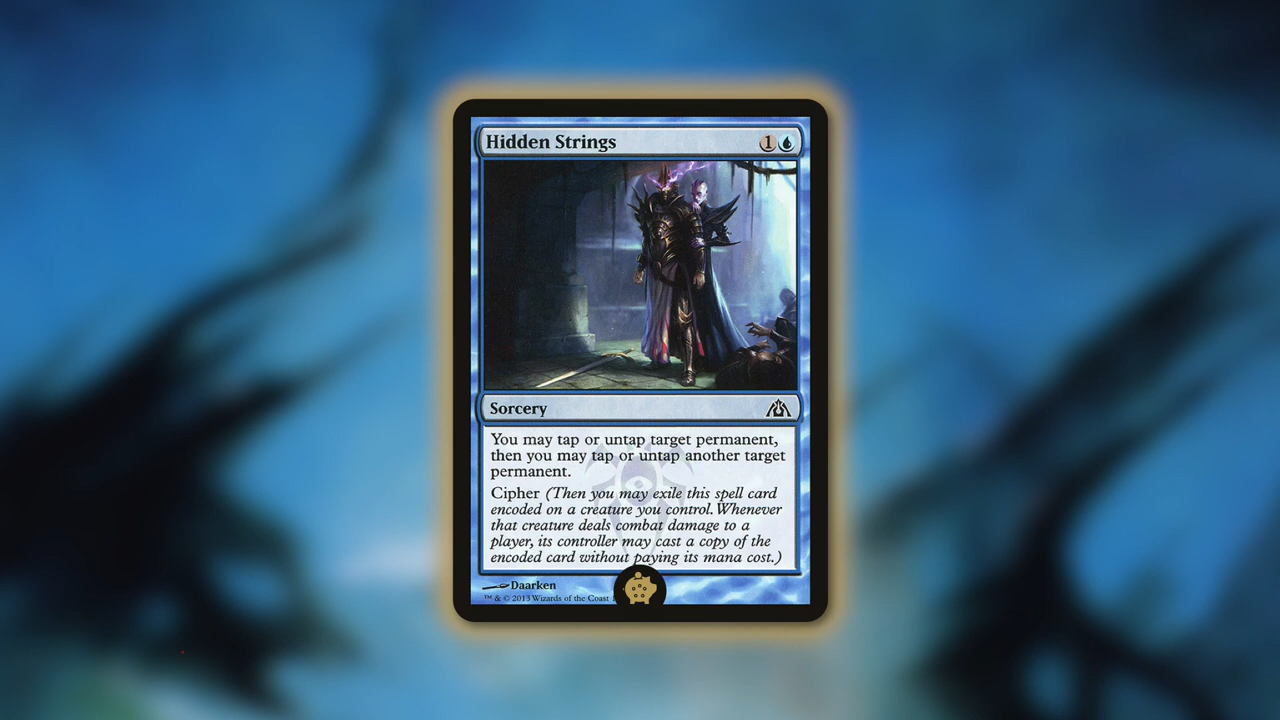 Hidden Strings 1
Sorcery
You may tap or untap target permanent,
then you may tap or untap another target
permanent.
Cipher (Then you may exile this spell card
encoded on a creature you control. Whenever
that creature deals combat damage to a
player, its controller may cast a copy of the
encoded card without paying its mana cost.)
Daarken
™ & © 2013 Wizards of the Coast